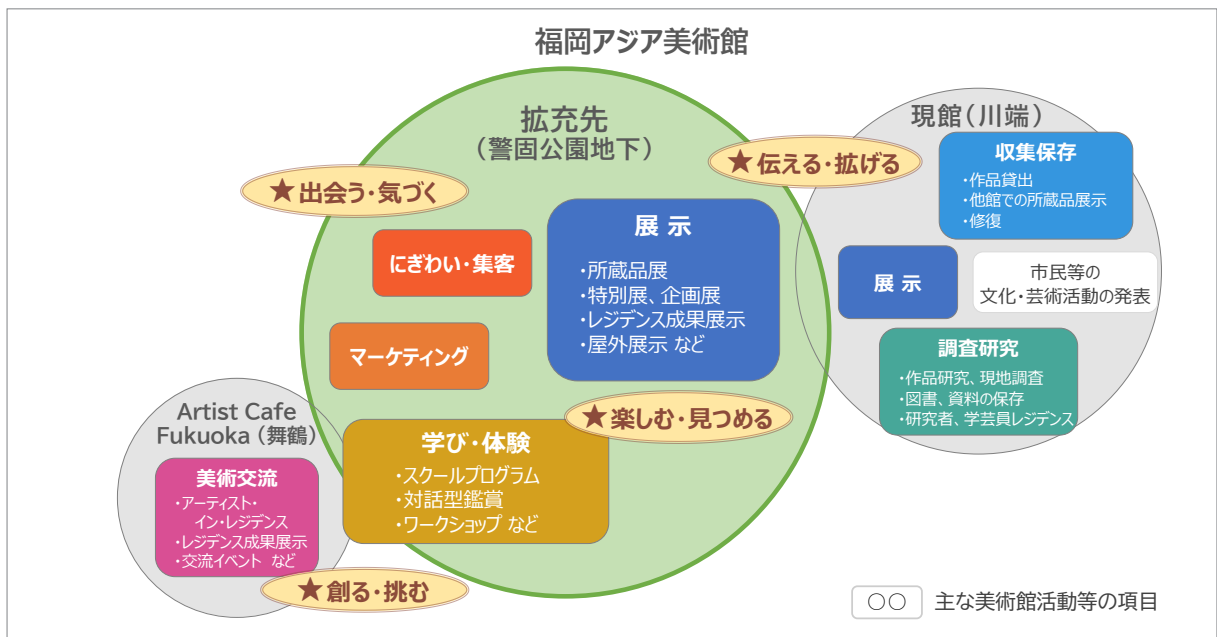 福岡アジア美術館
拡充先
（警固公園地下）
★出会う・気づく
にぎわい・集客
マーケティング
展 示
・所蔵品展
・特別展、企画展
・レジデンス成果展示
・屋外展示 など
★楽しむ・見つめる
学び・体験
・スクールプログラム
・対話型鑑賞
・ワークショップ など
★伝える・拡げる
現館（川端）
収集保存
・作品貸出
・他館での所蔵品展示
・修復
展 示
市民等の
文化・芸術活動の発表
調査研究
・作品研究、現地調査
・図書、資料の保存
・研究者、学芸員レジデンス
Artist Cafe
Fukuoka（舞鶴）
美術交流
・アーティスト・
イン・レジデンス
・レジデンス成果展示
・交流イベント など
★創る・挑む
○○ 主な美術館活動等の項目